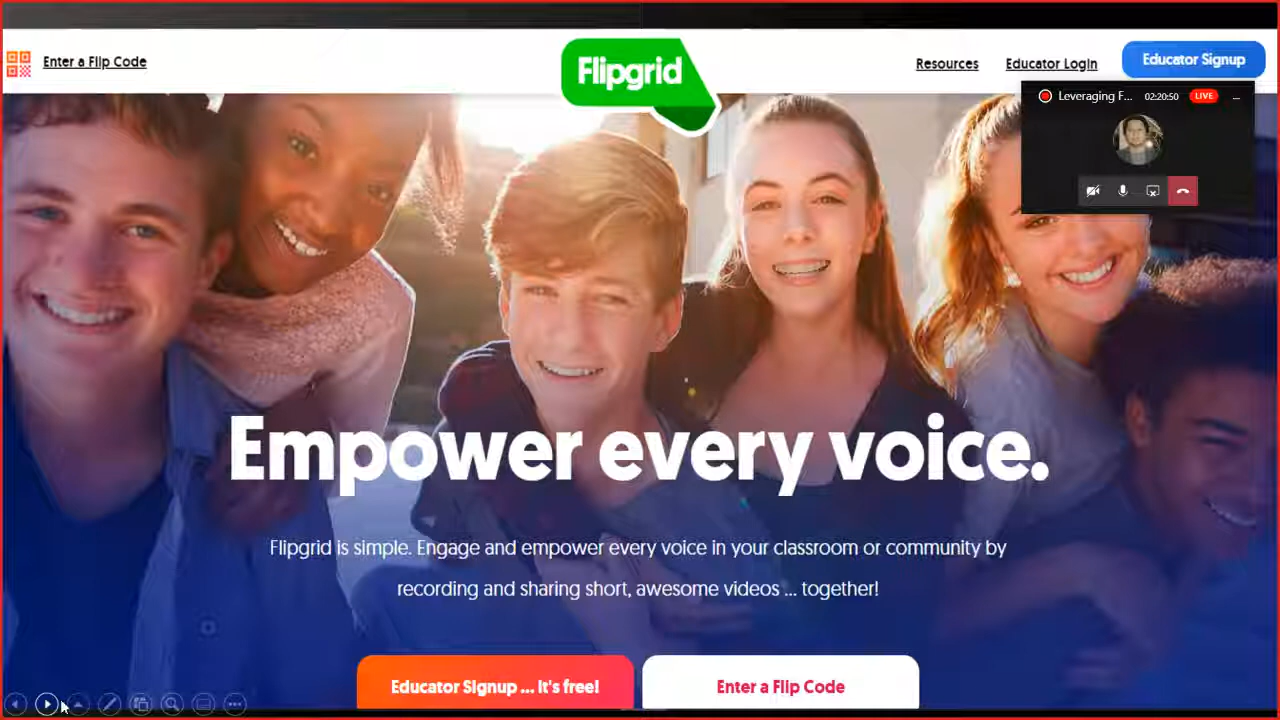 Enter a Flip Code
Flipgrid
Resources
Educator Login
Educator Signup
Leveraging F...
02:20:50
LIVE
Empower every voice.
Flipgrid is simple. Engage and empower every voice in your classroom or community by
recording and sharing short, awesome videos ... together!
Educator Signup ... It's free!
Enter a Flip Code